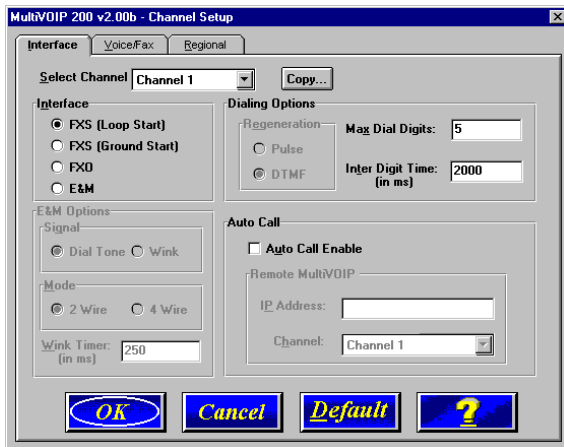 MultiVOIP 200 v2.00b - Channel Setup
Interface
Voice/Fax
Regional
Select Channel Channel 1 Copy...
Interface
FXS (Loop Start)
FXS (Ground Start)
FXO
E&M
Dialing Options
Regeneration
Pulse
DTMF
Max Dial Digits: 5
Inter Digit Time: 2000
(in ms)
E&M Options
Signal
Dial Tone Wink
Mode
2 Wire 4 Wire
Wink Timer: 250
(in ms)
Auto Call
Auto Call Enable
Remote MultiVOIP
IP Address:
Channel: Channel 1
OK Cancel Default ?